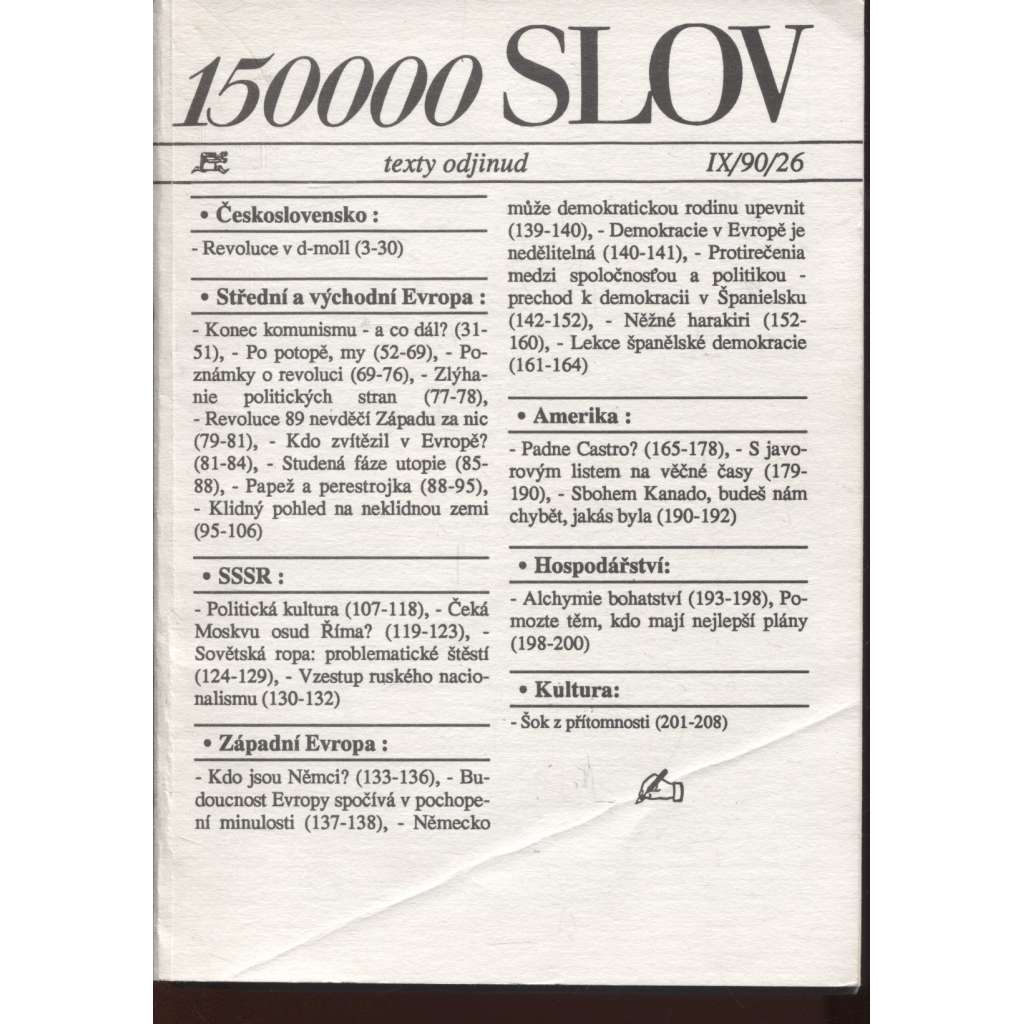 150000 SLOV
texty odjinud IX/90/26
• Československo :
- Revoluce v d-moll (3-30)
• Střední a východní Evropa :
- Konec komunismu - a co dál? (31-
51), - Po potopě, my (52-69), - Po-
známky o revoluci (69-76), - Zlýha-
nie politických stran (77-78),
- Revoluce 89 nevděčí Západu za nic
(79-81), - Kdo zvítězil v Evropě?
(81-84), - Studená fáze utopie (85-
88), - Papež a perestrojka (88-95),
- Klidný pohled na neklidnou zemi
(95-106)
• SSSR :
- Politická kultura (107-118), - Čeká
Moskvu osud Říma? (119-123), -
Sovětská ropa: problematické štěstí
(124-129), - Vzestup ruského nacio-
nalismu (130-132)
• Západní Evropa :
- Kdo jsou Němci? (133-136), - Bu-
doucnost Evropy spočívá v pochope-
ní minulosti (137-138), - Německo
může demokratickou rodinu upevnit
(139-140), - Demokracie v Evropě je
nedělitelná (140-141), - Protirečenia
medzi spoločnosťou a politikou -
prechod k demokracii v Španielsku
(142-152), - Něžné harakiri (152-
160), - Lekce španělské demokracie
(161-164)
• Amerika :
- Padne Castro? (165-178), - S javo-
rovým listem na věčné časy (179-
190), - Sbohem Kanado, budeš nám
chybět, jakás byla (190-192)
• Hospodářství:
- Alchymie bohatství (193-198), Po-
mozte těm, kdo mají nejlepší plány
(198-200)
• Kultura:
- Šok z přítomnosti (201-208)